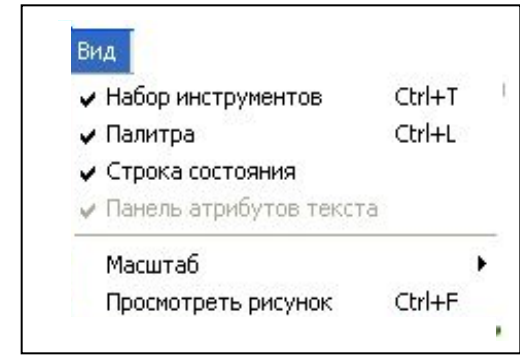 Вид
Набор инструментов Ctrl+T
Палитра Ctrl+L
Строка состояния
Панель атрибутов текста
Масштаб
Просмотреть рисунок Ctrl+F